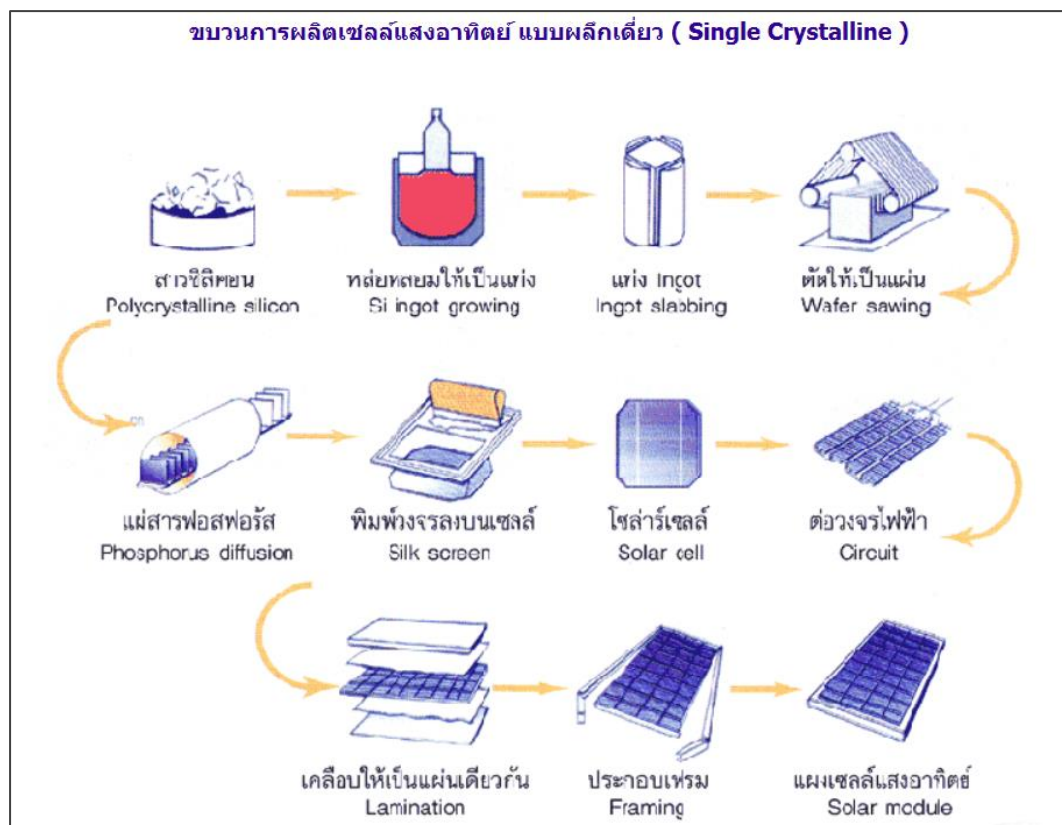 ขบวนการผลิตเซลล์แสงอาทิตย์ แบบผลึกเดี่ยว ( Single Crystalline )
สารซิลิคอน
Polycrystalline silicon
หล่อหลอมให้เป็นแท่ง
Si ingot growing
แท่ง Ingot
Ingot slabbing
ตัดให้เป็นแผ่น
Wafer sawing
แผ่สารฟอสฟอรัส
Phosphorus diffusion
พิมพ์วงจรลงบนเซลล์
Silk screen
โซล่าร์เซลล์
Solar cell
ต่อวงจรไฟฟ้า
Circuit
เคลือบให้เป็นแผ่นเดียวกัน
Lamination
ประกอบเฟรม
Framing
แผงเซลล์แสงอาทิตย์
Solar module